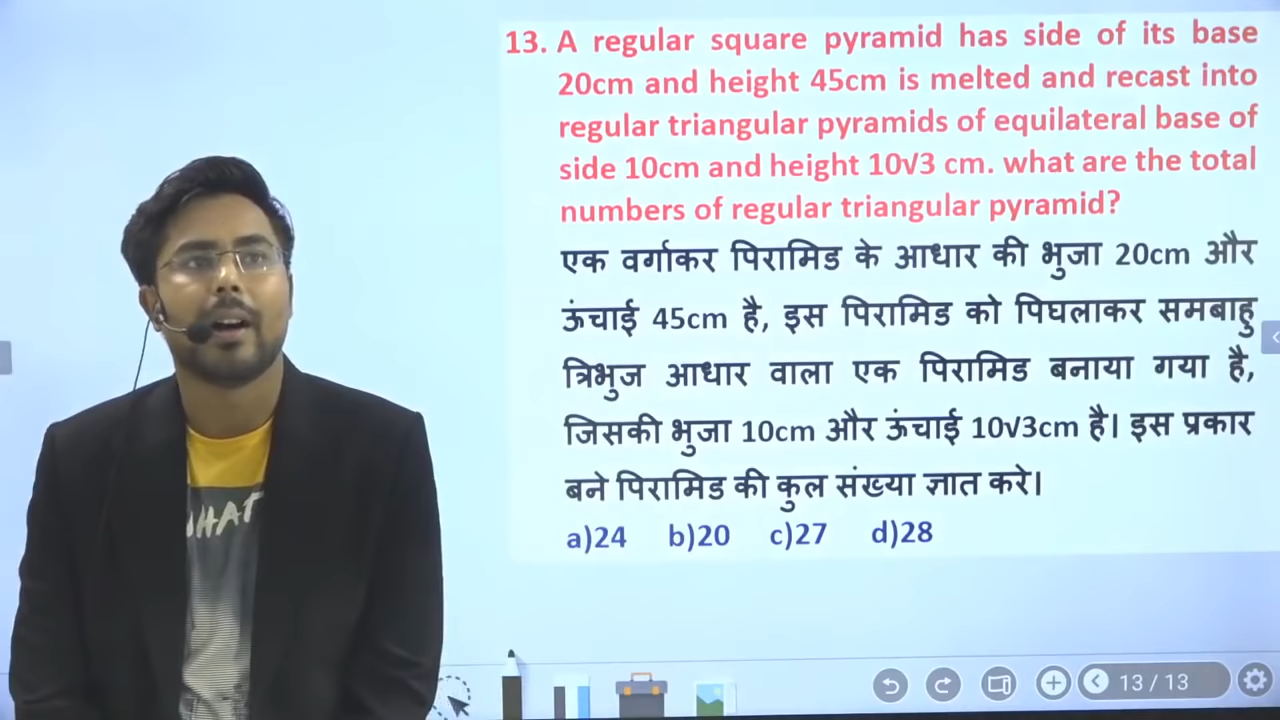 13. A regular square pyramid has side of its base
20cm and height 45cm is melted and recast into
regular triangular pyramids of equilateral base of
side 10cm and height 10√3 cm. what are the total
numbers of regular triangular pyramid?
एक वर्गाकर पिरामिड के आधार की भुजा 20cm और
ऊंचाई 45cm है, इस पिरामिड को पिघलाकर समबाहु
त्रिभुज आधार वाला एक पिरामिड बनाया गया है,
जिसकी भुजा 10cm और ऊंचाई 10√3cm है। इस प्रकार
बने पिरामिड की कुल संख्या ज्ञात करे।
a)24 b)20 c)27 d)28
HAT
13 / 13